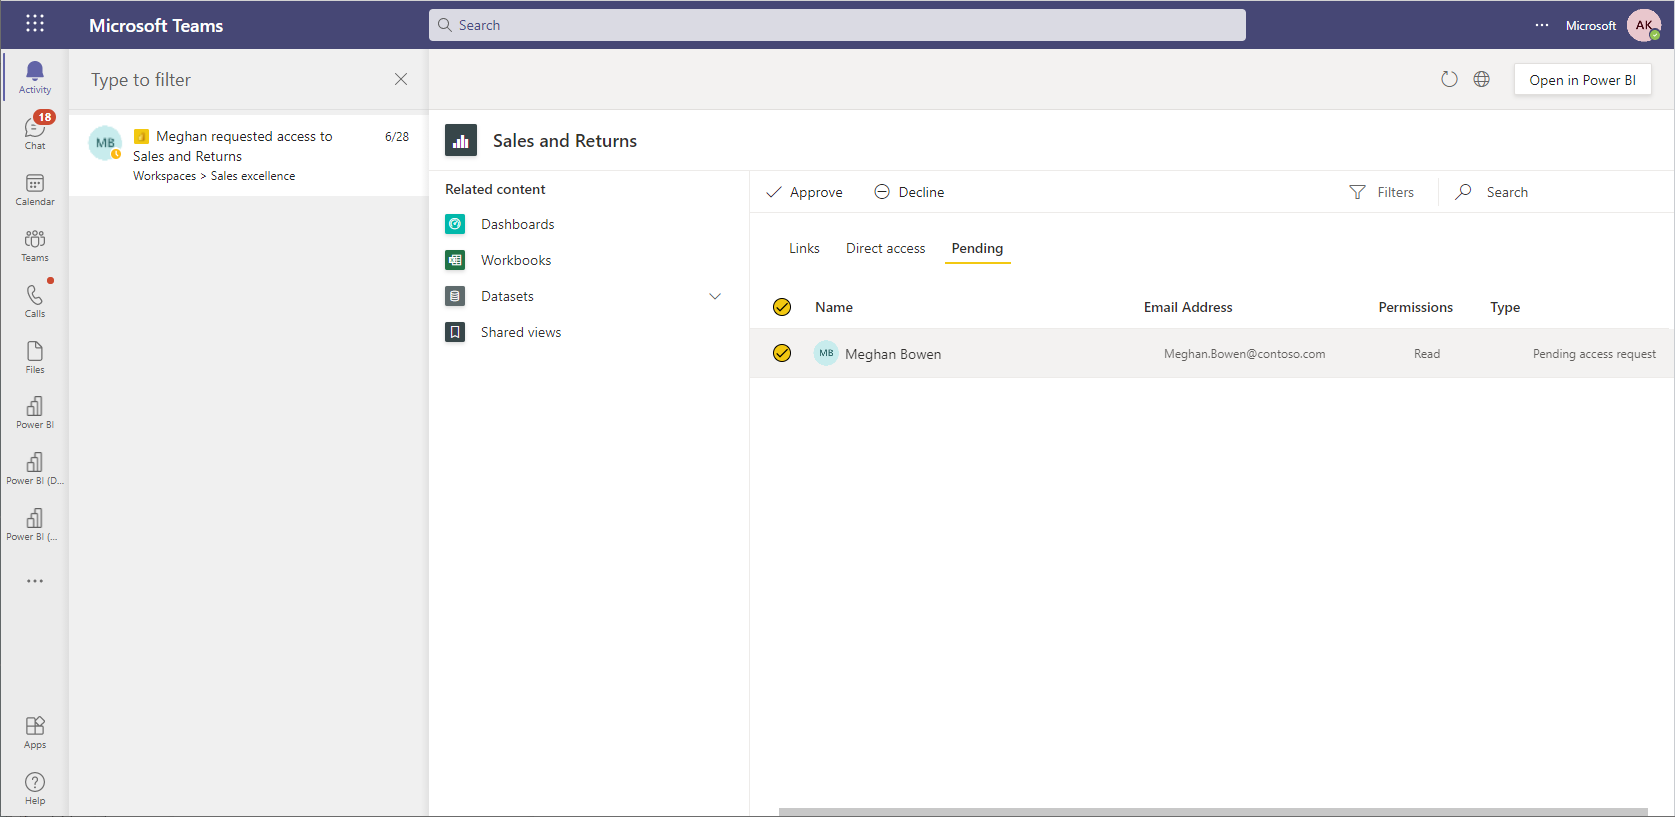 Microsoft Teams
Search
Microsoft
AK
Activity
18
Chat
Calendar
Teams
Calls
Files
Power BI
Power BI (D...
Power BI (...
Apps
Help
Type to filter
MB
Meghan requested access to
6/28
Sales and Returns
Workspaces > Sales excellence
Open in Power BI
Sales and Returns
Related content
Dashboards
Workbooks
Datasets
Shared views
Approve
Decline
Filters
Search
Links
Direct access
Pending
Name
Email Address
Permissions
Type
MB
Meghan Bowen
Meghan.Bowen@contoso.com
Read
Pending access request